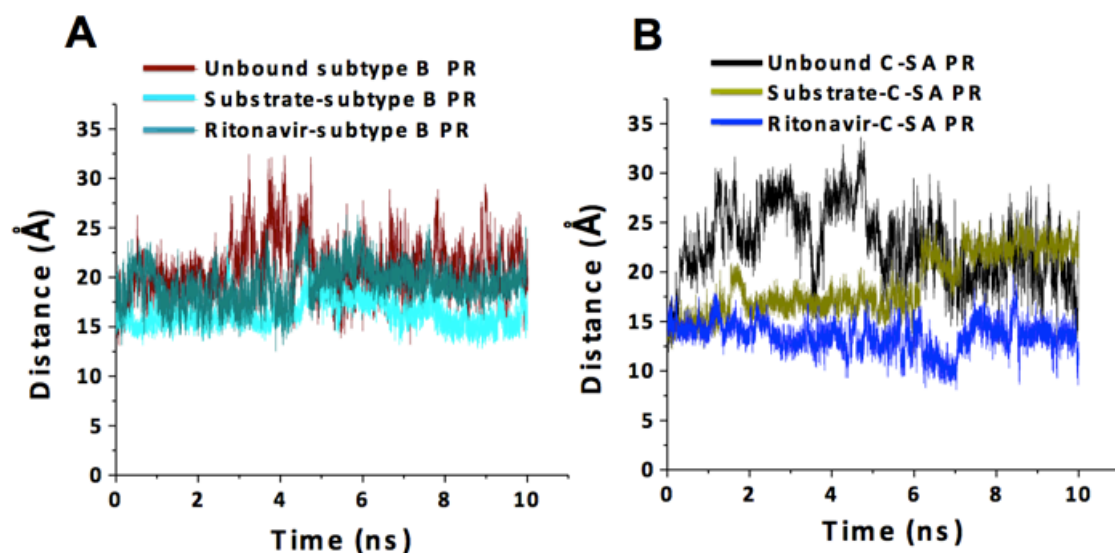 A
Unbound subtype B PR
Substrate-subtype B PR
Ritonavir-subtype B PR
Distance (Å)
35
30
25
20
15
10
5
0
0 2 4 6 8 10
Time (ns)
B
Unbound C-SA PR
Substrate-C-SA PR
Ritonavir-C-SA PR
Distance (Å)
35
30
25
20
15
10
5
0
0 2 4 6 8 10
Time (ns)